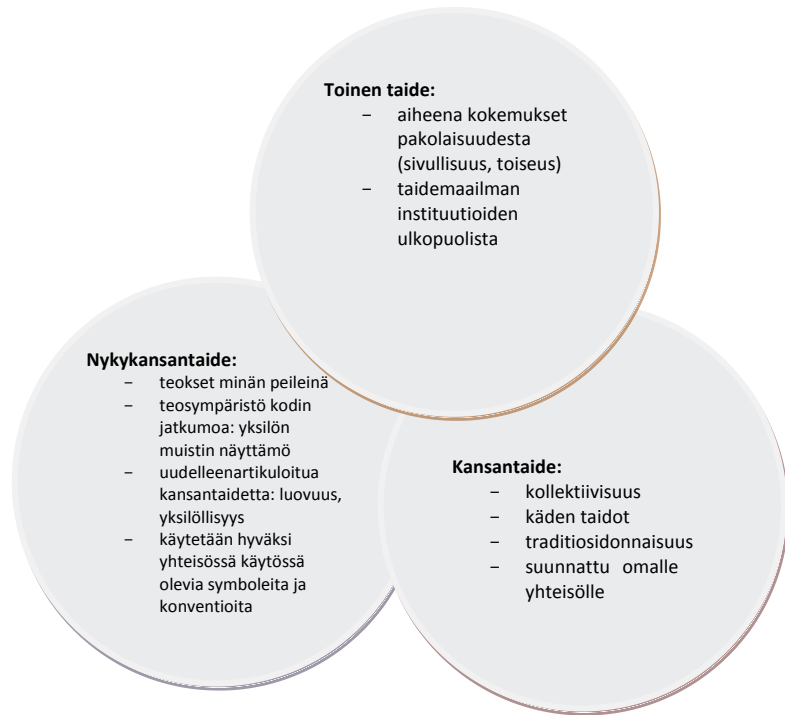 Toinen taide:
– aiheena kokemukset
pakolaisuudesta
(sivullisuus, toiseus)
– taidemaailman
instituutioiden
ulkopuolista
Nykykansantaide:
– teokset minän peileinä
– teosympäristö kodin
jatkumoa: yksilön
muistin näyttämö
– uudelleenartikuloitua
kansantaidetta: luovuus,
yksilöllisyys
– käytetään hyväksi
yhteisössä käytössä
olevia symboleita ja
konventioita
Kansantaide:
– kollektiivisuus
– käden taidot
– traditiosidonnaisuus
– suunnattu omalle
yhteisölle